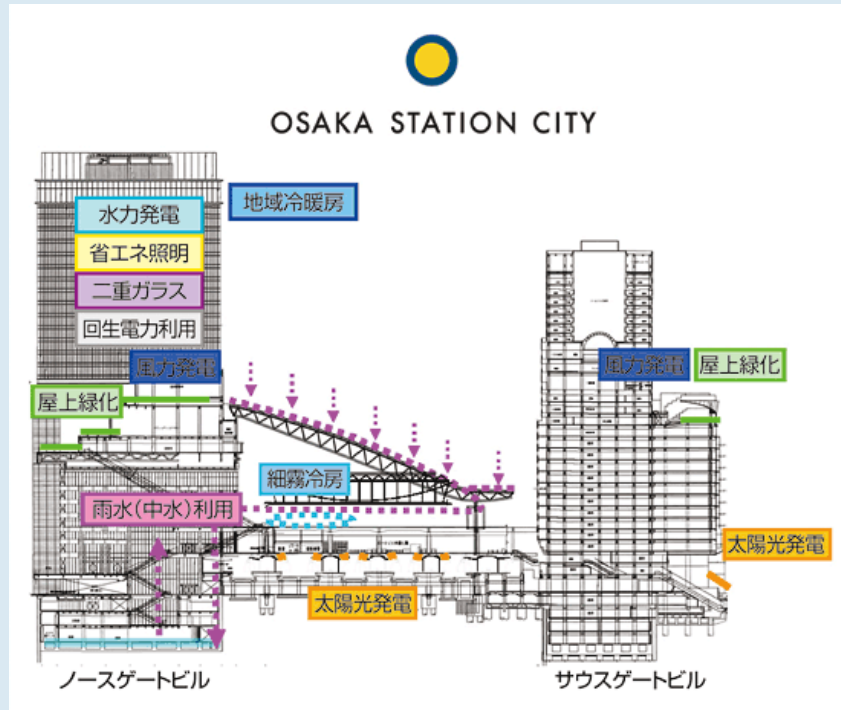 OSAKA STATION CITY
地域冷暖房
水力発電
省エネ照明
二重ガラス
回生電力利用
風力発電
屋上緑化
風力発電
屋上緑化
細霧冷房
雨水(中水)利用
太陽光発電
太陽光発電
ノースゲートビル
サウスゲートビル